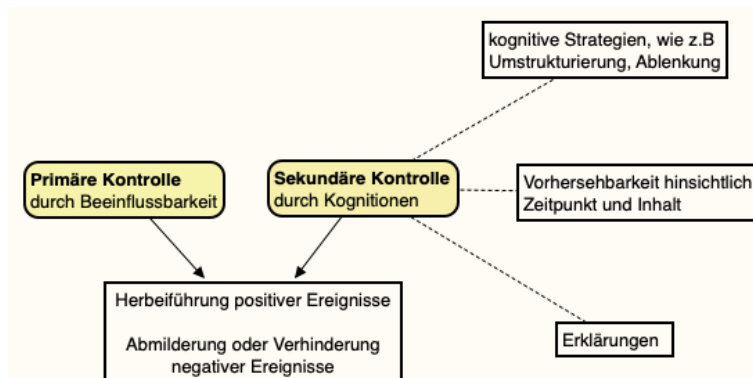 kognitive Strategien, wie z.B
Umstrukturierung, Ablenkung
Primäre Kontrolle
durch Beeinflussbarkeit
Sekundäre Kontrolle
durch Kognitionen
Vorhersehbarkeit hinsichtlich
Zeitpunkt und Inhalt
Herbeiführung positiver Ereignisse
Abmilderung oder Verhinderung
negativer Ereignisse
Erklärungen